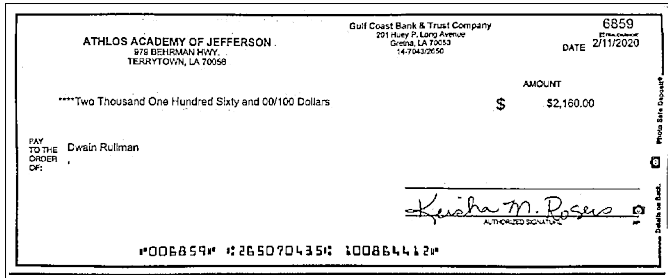 6859
Gulf Coast Bank & Trust Company
201 Huey P. Long Avenue
Gretna, LA 70053
14-7043/2650
DATE 2/11/2020
ATHLOS ACADEMY OF JEFFERSON
979 BEHRMAN HWY.
TERRYTOWN, LA 70056
AMOUNT
****Two Thousand One Hundred Sixty and 00/100 Dollars $ $2,160.00
PAY
TO THE
ORDER
OF:
Dwain Rullman
Keisha M. Rogers
AUTHORIZED SIGNATURE
Photo Safe Deposit®
Details on Back.
⑈006859⑈ ⑆265070435⑆ 100864412⑈